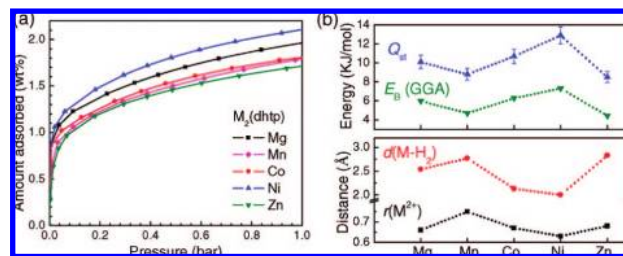 (a)
Amount adsorbed (wt%)
2.0
1.5
1.0
0.5
0.0
M₂(dhtp)
Mg
Mn
Co
Ni
Zn
0.0 0.2 0.4 0.6 0.8 1.0
Pressure (bar)
(b)
Energy (KJ/mol)
14
12
10
8
6
4
Qst
E_B (GGA)
Distance (Å)
3.0
2.5
2.0
0.7
0.6
d(M-H₂)
r(M²⁺)
Mg Mn Co Ni Zn